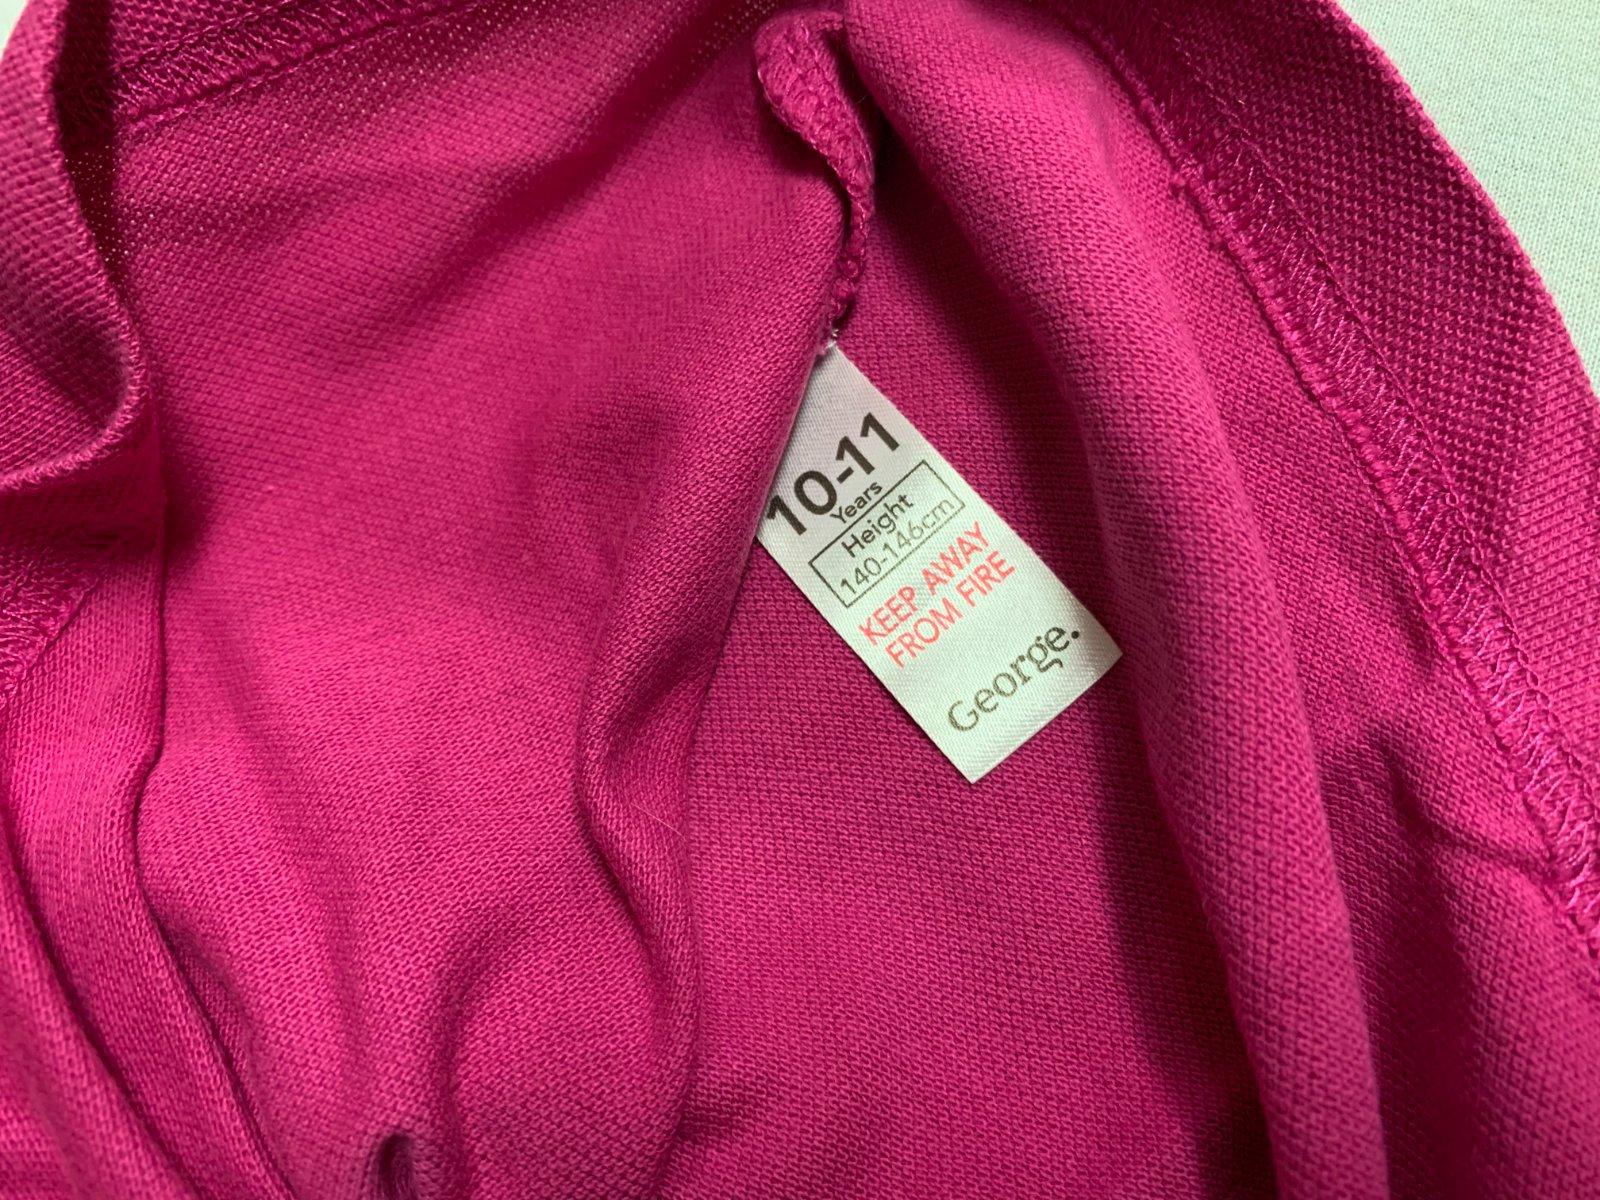 10-11
Years
Height
140-146cm
KEEP AWAY
FROM FIRE
George.